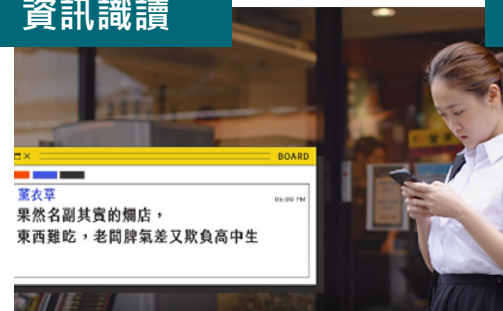 資訊識讀
BOARD
薰衣草
05:09 PM
果然名副其實的爛店，
東西難吃，老闆脾氣差又欺負高中生